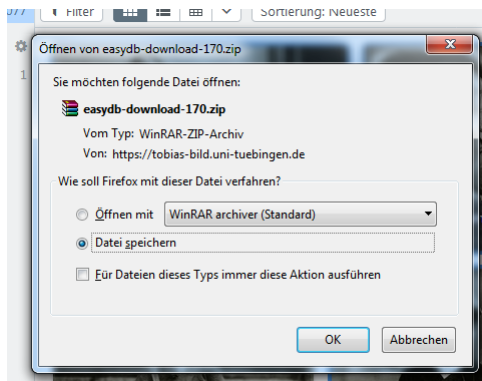 077 Filter Sortierung: Neueste
Öffnen von easydb-download-170.zip
1
Sie möchten folgende Datei öffnen:
easydb-download-170.zip
Vom Typ: WinRAR-ZIP-Archiv
Von: https://tobias-bild.uni-tuebingen.de
Wie soll Firefox mit dieser Datei verfahren?
Öffnen mit WinRAR archiver (Standard)
Datei speichern
Für Dateien dieses Typs immer diese Aktion ausführen
OK Abbrechen